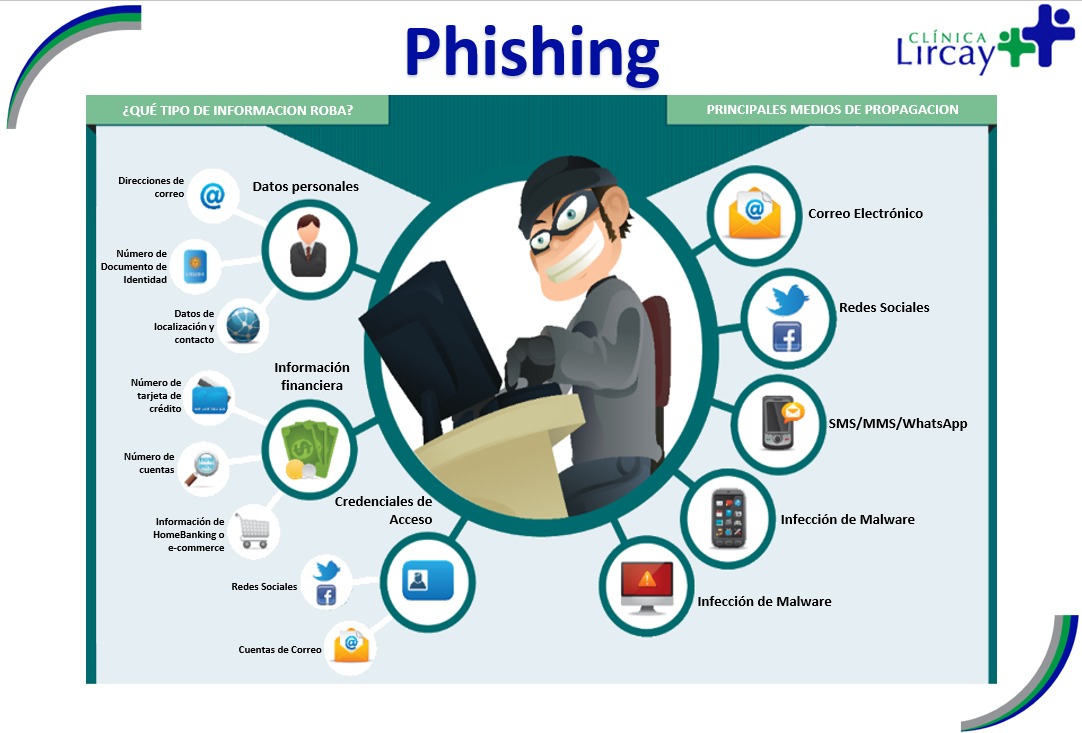 Phishing
CLÍNICA
Lircay
¿QUÉ TIPO DE INFORMACION ROBA?
PRINCIPALES MEDIOS DE PROPAGACION
Datos personales
Direcciones de
correo
Número de
Documento de
Identidad
Datos de
localización y
contacto
Información
financiera
Número de
tarjeta de
crédito
Número de
cuentas
Información de
HomeBanking o
e-commerce
Credenciales de
Acceso
Redes Sociales
Cuentas de Correo
Correo Electrónico
Redes Sociales
SMS/MMS/WhatsApp
Infección de Malware
Infección de Malware